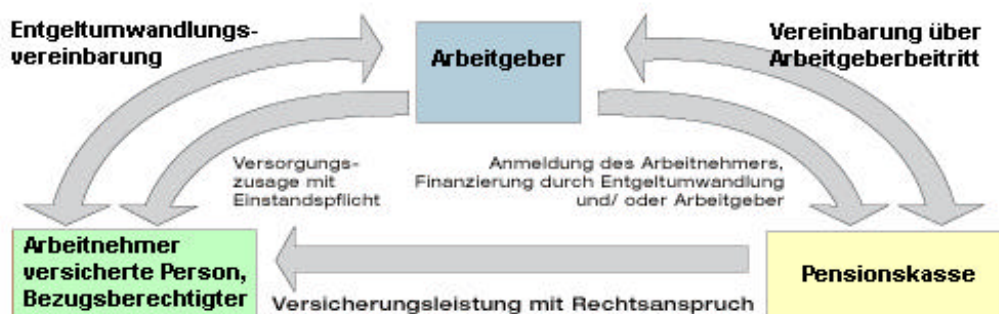 Entgeltumwandlungs-
vereinbarung
Arbeitgeber
Vereinbarung über
Arbeitgeberbeitritt
Versorgungs-
zusage mit
Einstandspflicht
Anmeldung des Arbeitnehmers,
Finanzierung durch Entgeltumwandlung
und/ oder Arbeitgeber
Arbeitnehmer
versicherte Person,
Bezugsberechtigter
Pensionskasse
Versicherungsleistung mit Rechtsanspruch